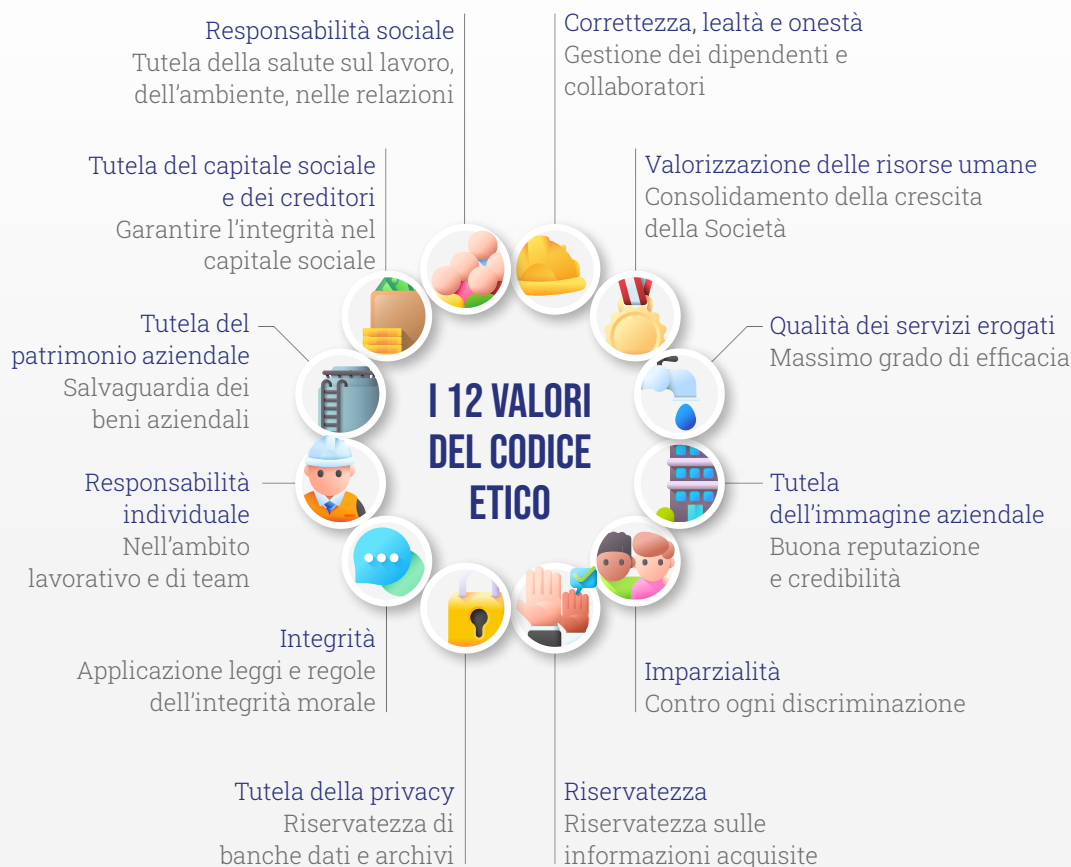 Responsabilità sociale
Tutela della salute sul lavoro,
dell’ambiente, nelle relazioni
Correttezza, lealtà e onestà
Gestione dei dipendenti e
collaboratori
Tutela del capitale sociale
e dei creditori
Garantire l’integrità nel
capitale sociale
Valorizzazione delle risorse umane
Consolidamento della crescita
della Società
Tutela del
patrimonio aziendale
Salvaguardia dei
beni aziendali
Qualità dei servizi erogati
Massimo grado di efficacia
I 12 VALORI
DEL CODICE
ETICO
Responsabilità
individuale
Nell’ambito
lavorativo e di team
Tutela
dell’immagine aziendale
Buona reputazione
e credibilità
Integrità
Applicazione leggi e regole
dell’integrità morale
Imparzialità
Contro ogni discriminazione
Tutela della privacy
Riservatezza di
banche dati e archivi
Riservatezza
Riservatezza sulle
informazioni acquisite